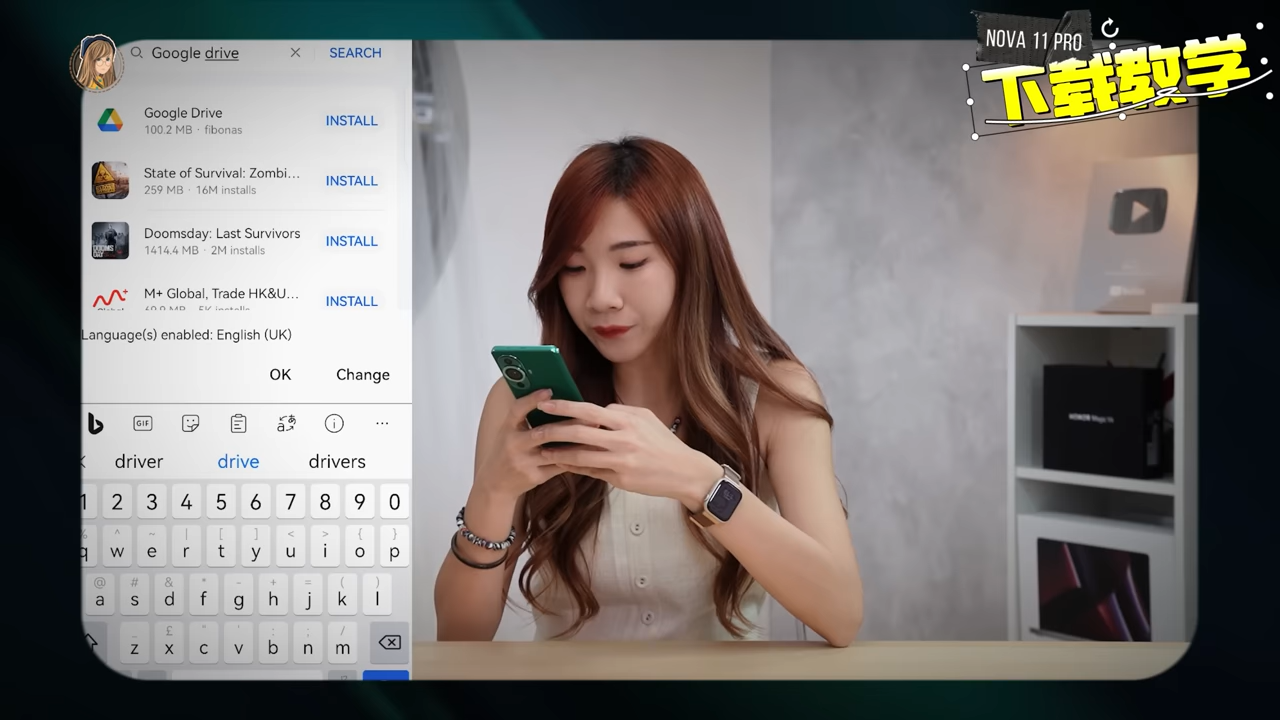 NOVA 11 PRO
下载教学
Google drive
SEARCH
Google Drive
100.2 MB · fibonas
INSTALL
State of Survival: Zombi...
259 MB · 16M installs
INSTALL
Doomsday: Last Survivors
1414.4 MB · 2M installs
INSTALL
M+ Global, Trade HK&U...
INSTALL
Language(s) enabled: English (UK)
OK Change
GIF
driver drive drivers
1 2 3 4 5 6 7 8 9 0
q w e r t y u i o p
a s d f g h j k l
z x c v b n m
HONOR